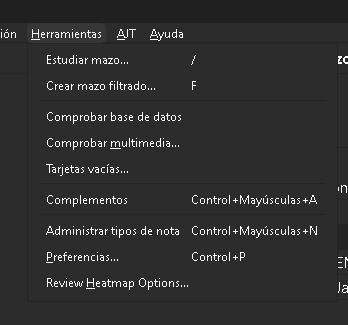 ión Herramientas AJT Ayuda
Estudiar mazo... /
Crear mazo filtrado... F
Comprobar base de datos
Comprobar multimedia...
Tarjetas vacías...
Complementos Control+Mayúsculas+A
Administrar tipos de nota Control+Mayúsculas+N
Preferencias... Control+P
Review Heatmap Options...